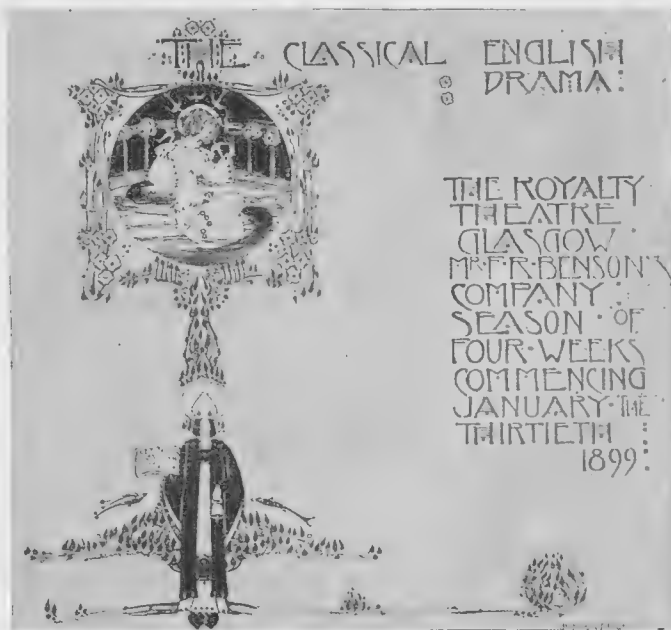 THE CLASSICAL ENGLISH
DRAMA:
THE ROYALTY
THEATRE
GLASGOW
MR·F·R·BENSON'S
COMPANY:
SEASON · OF
FOUR·WEEKS
COMMENCING
JANUARY·THE
THIRTIETH:
1899: